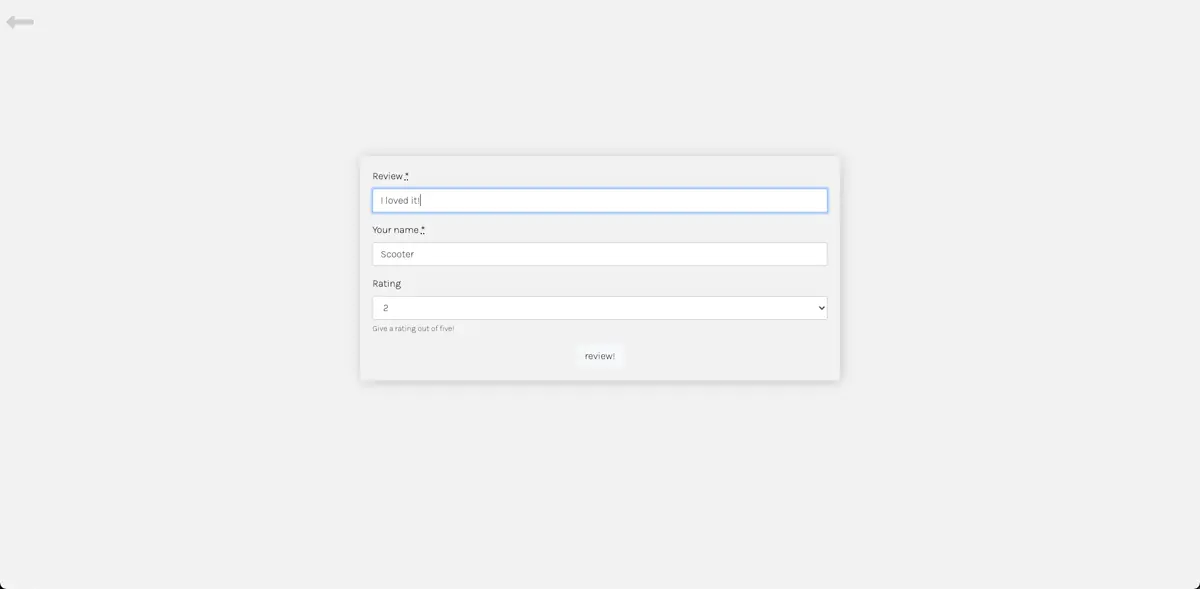 Review *
I loved it!
Your name *
Scooter
Rating
2
Give a rating out of five!
review!